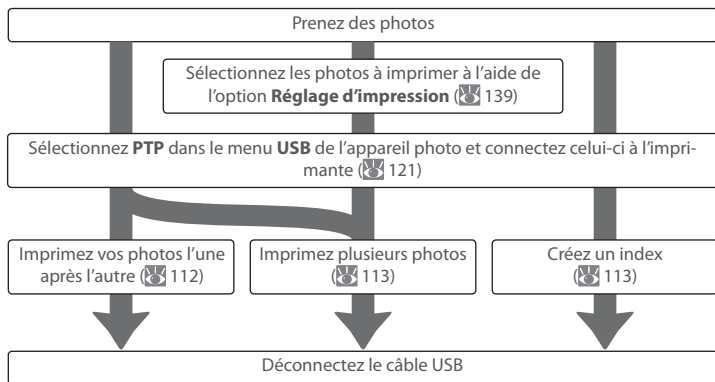 Prenez des photos
Sélectionnez les photos à imprimer à l’aide de
l’option Réglage d’impression ( 139)
Sélectionnez PTP dans le menu USB de l’appareil photo et connectez celui-ci à l’impri-
mante ( 121)
Imprimez vos photos l’une
après l’autre ( 112)
Imprimez plusieurs photos
( 113)
Créez un index
( 113)
Déconnectez le câble USB